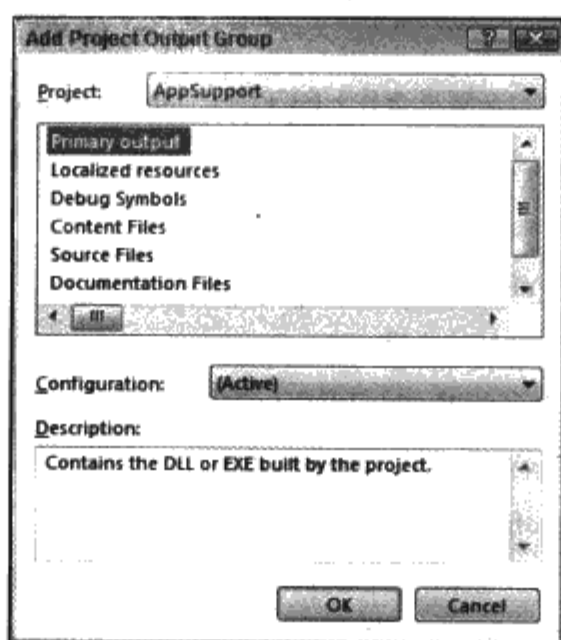 Add Project Output Group
Project: AppSupport
Primary output
Localized resources
Debug Symbols
Content Files
Source Files
Documentation Files
Configuration: (Active)
Description:
Contains the DLL or EXE built by the project.
OK Cancel